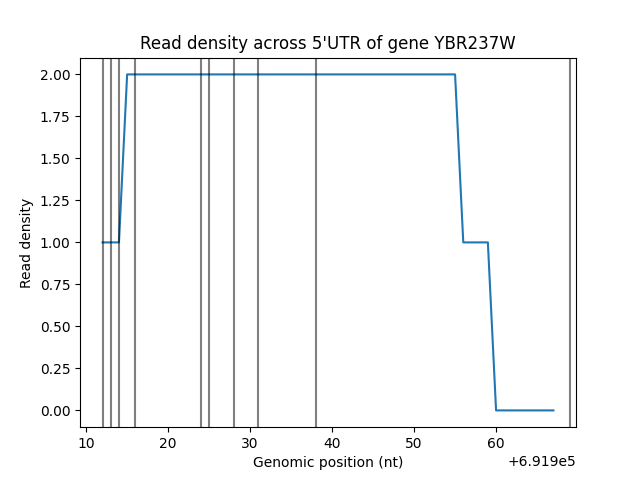 Read density across 5'UTR of gene YBR237W
2.00
1.75
1.50
1.25
1.00
0.75
0.50
0.25
0.00
Read density
10 20 30 40 50 60
Genomic position (nt)
+6.919e5